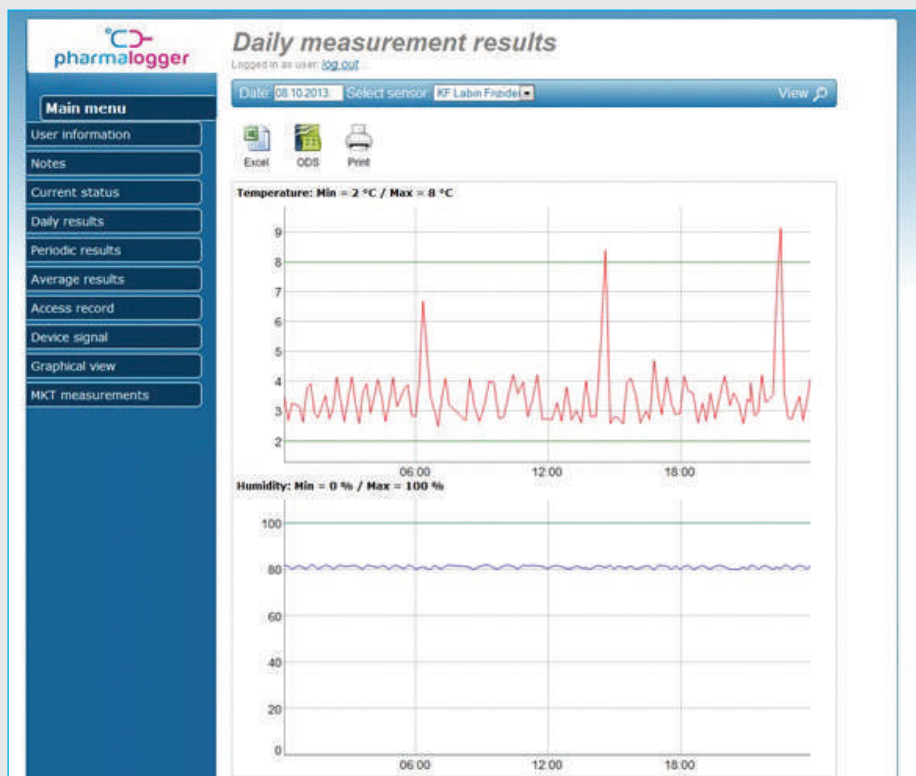 °C
pharmalogger
Daily measurement results
Logged in as user: log out
Date: 08.10.2013. Select sensor: KF Labin Frizider View
Main menu
User information
Notes
Current status
Daily results
Periodic results
Average results
Access record
Device signal
Graphical view
MKT measurements
Excel ODS Print
Temperature: Min = 2 °C / Max = 8 °C
9
8
7
6
5
4
3
2
06:00 12:00 18:00
Humidity: Min = 0 % / Max = 100 %
100
80
60
40
20
0
06:00 12:00 18:00